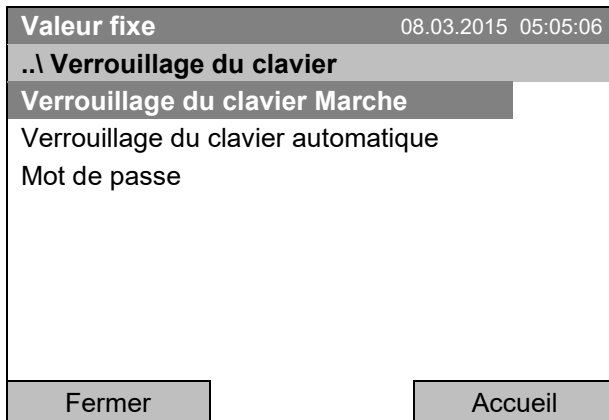 Valeur fixe 08.03.2015 05:05:06
..\ Verrouillage du clavier
Verrouillage du clavier Marche
Verrouillage du clavier automatique
Mot de passe
Fermer Accueil